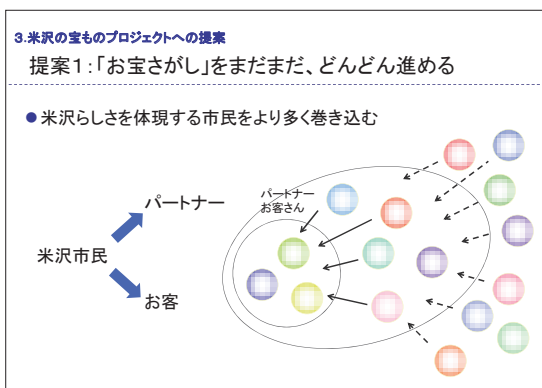 3.米沢の宝ものプロジェクトへの提案
提案1:「お宝さがし」をまだまだ、どんどん進める
●米沢らしさを体現する市民をより多く巻き込む
パートナー
お客さん
パートナー
米沢市民
お客